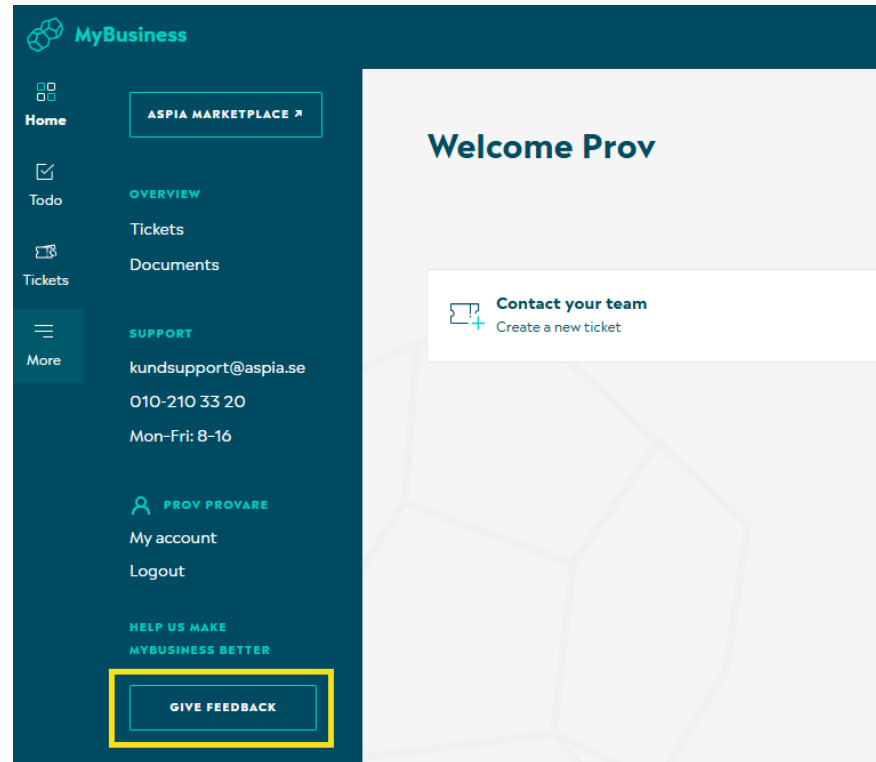 MyBusiness
Home
Todo
Tickets
More
ASPIA MARKETPLACE ↗
OVERVIEW
Tickets
Documents
SUPPORT
kundsupport@aspia.se
010-210 33 20
Mon-Fri: 8-16
PROV PROVARE
My account
Logout
HELP US MAKE
MYBUSINESS BETTER
GIVE FEEDBACK
Welcome Prov
Contact your team
Create a new ticket